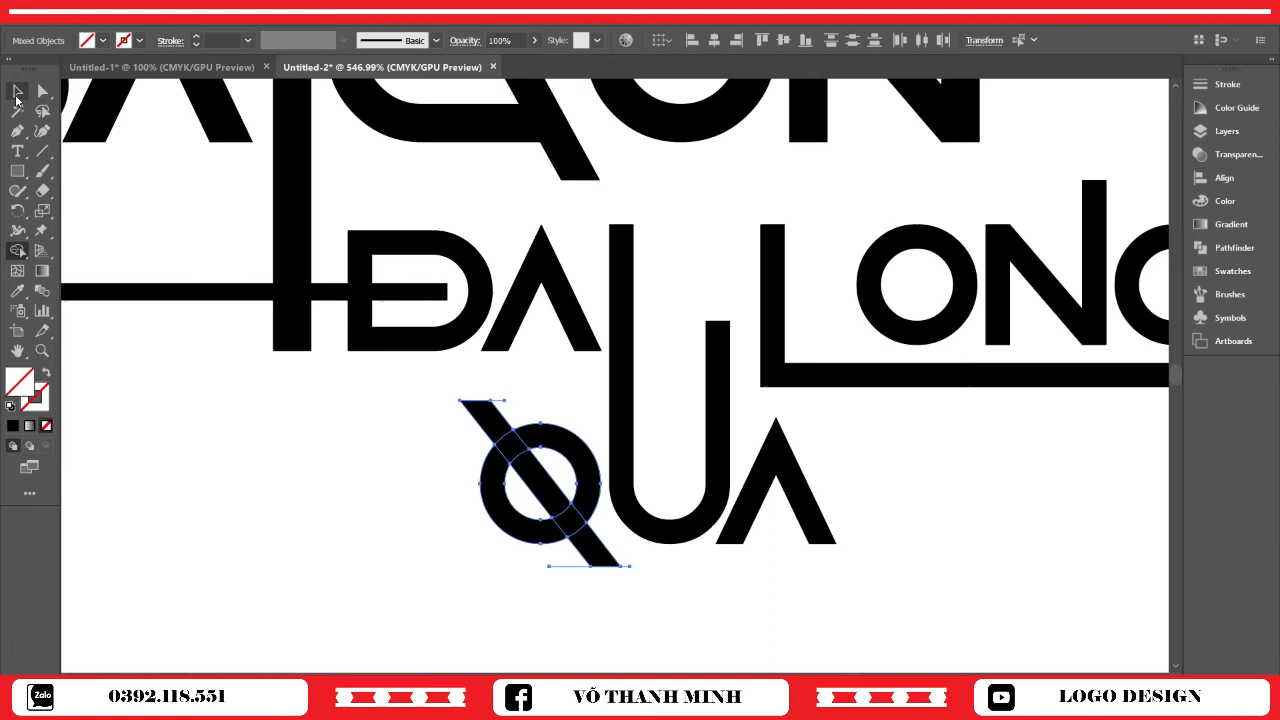 Mixed Objects Stroke: Basic Opacity: 100% Style: Transform
Untitled-1* @ 100% (CMYK/GPU Preview) Untitled-2* @ 546.99% (CMYK/GPU Preview)
Stroke
Color Guide
Layers
Transparen...
Align
Color
Gradient
Pathfinder
Swatches
Brushes
Symbols
Artboards
DAU LONG
QUA
Zalo 0392.118.551 VÕ THANH MINH LOGO DESIGN